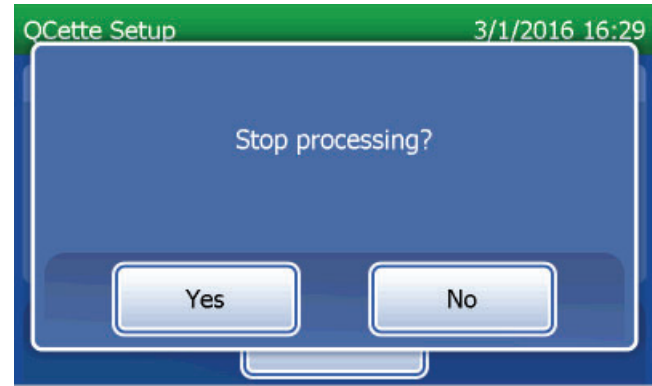 QCette Setup 3/1/2016 16:29
Stop processing?
Yes No